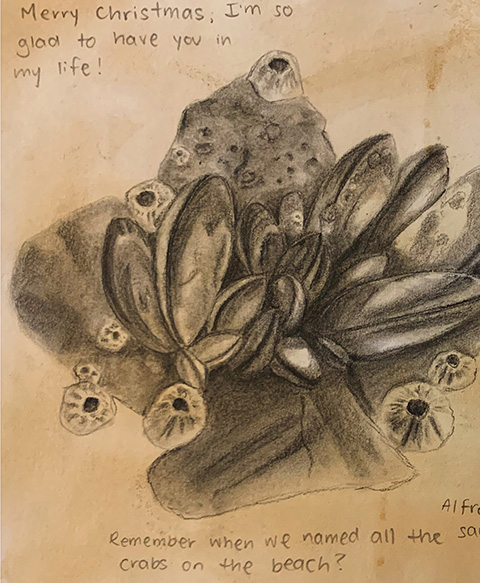 Merry Christmas, I'm so
glad to have you in
my life!
Remember when we named all the
crabs on the beach?